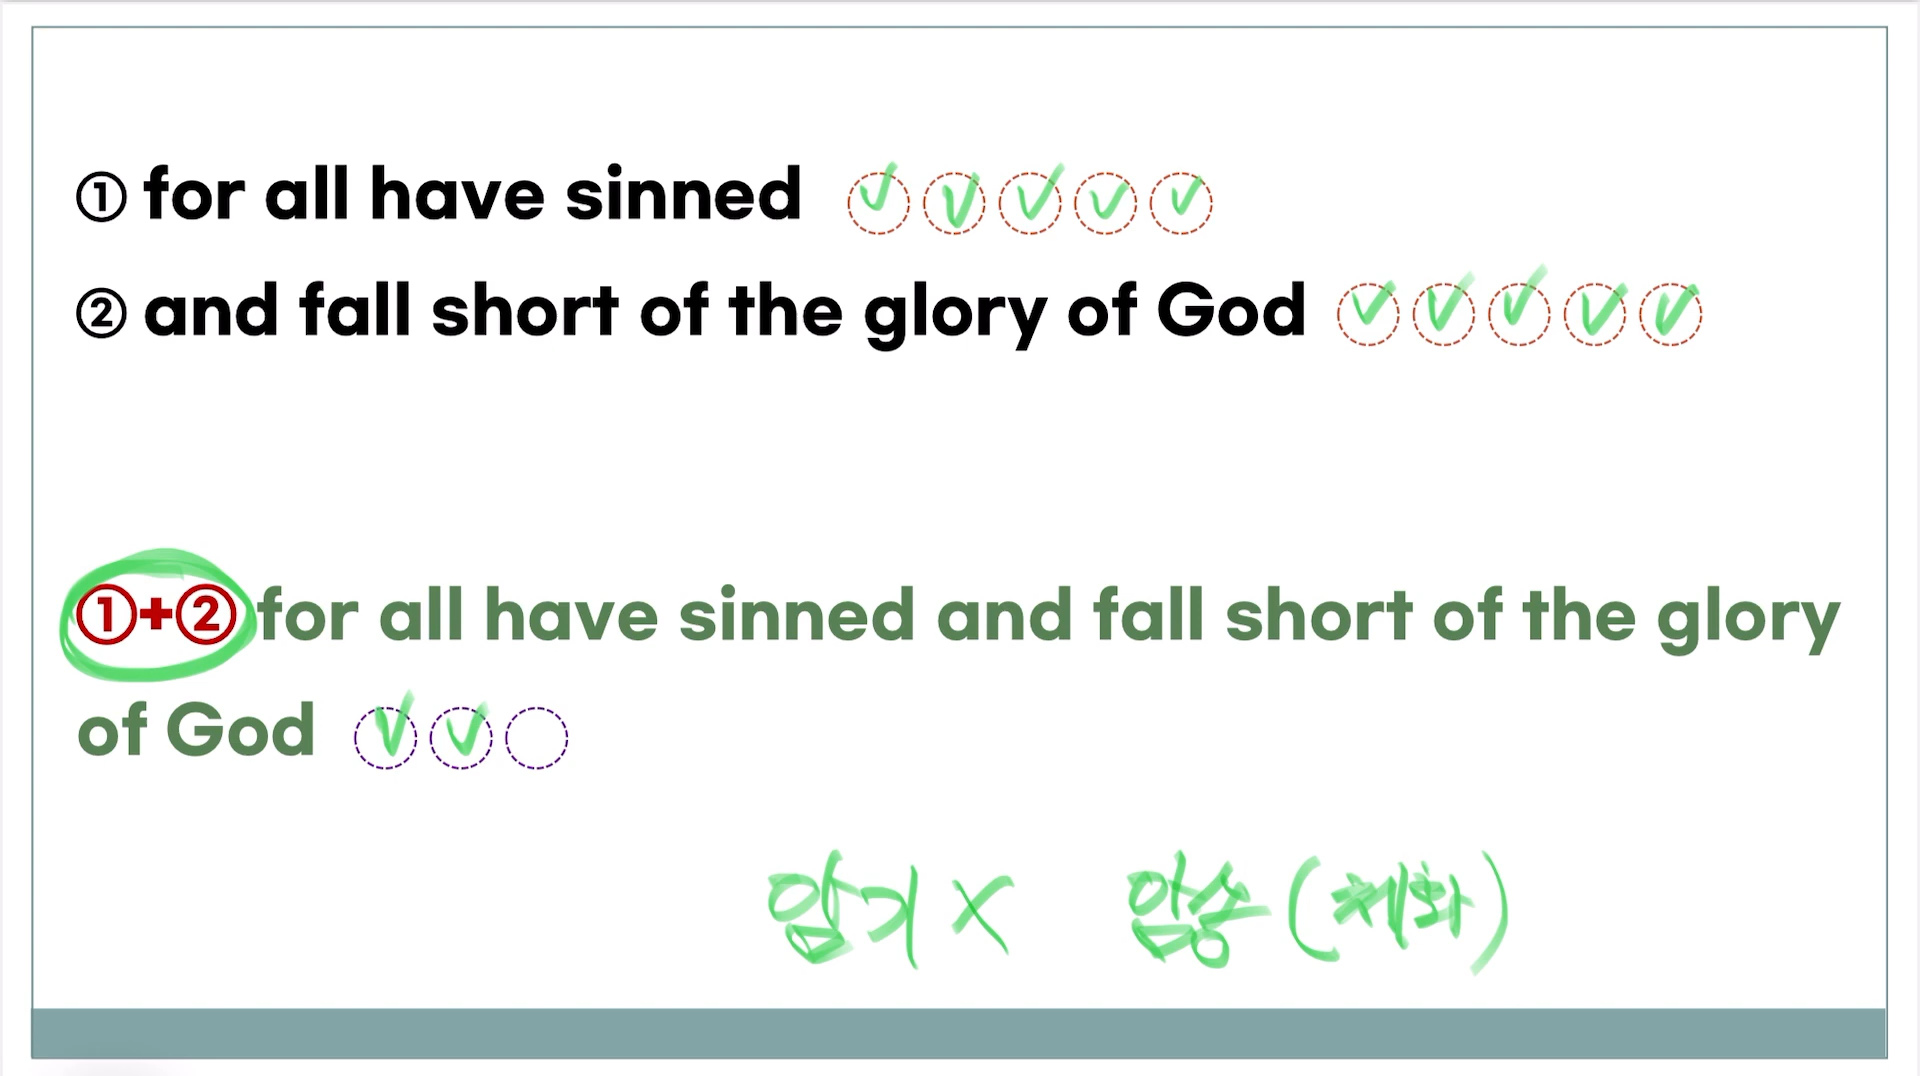 ① for all have sinned
② and fall short of the glory of God
①+② for all have sinned and fall short of the glory
of God
암기 X 암송 (체화)